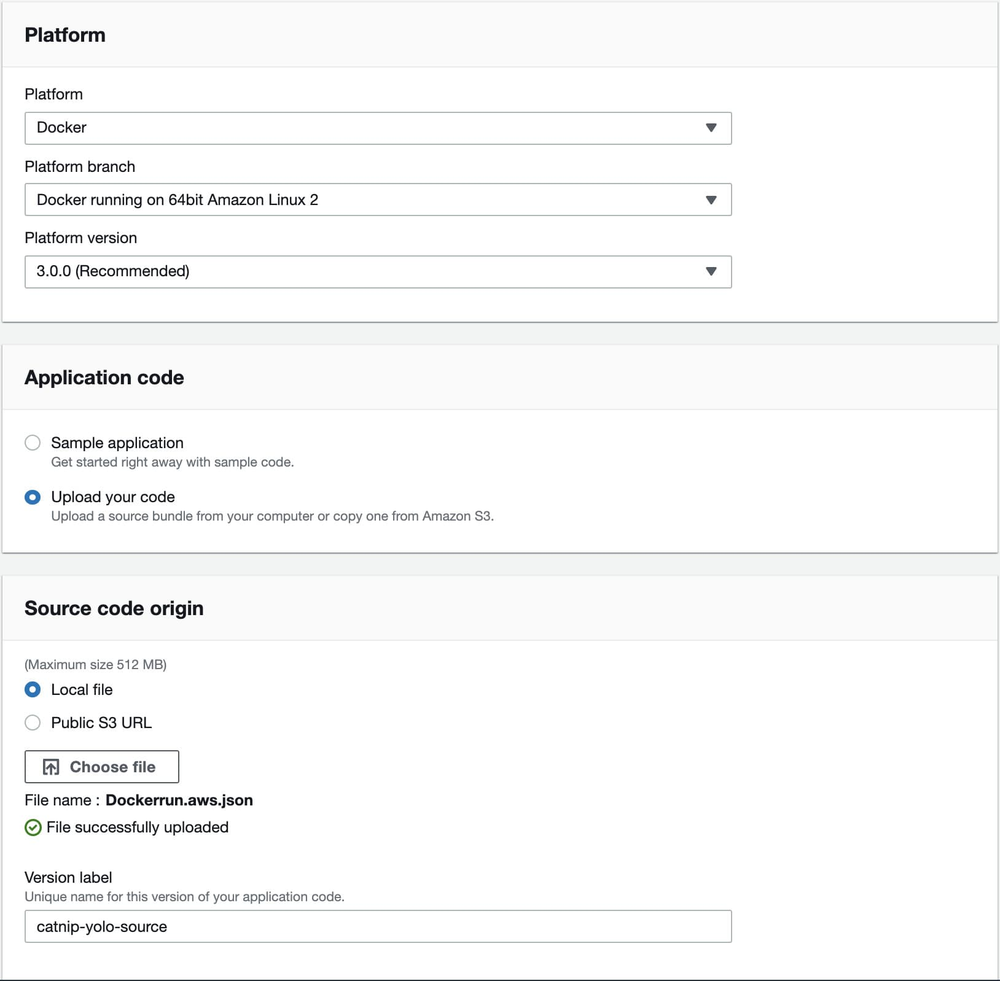 Platform
Platform
Docker
Platform branch
Docker running on 64bit Amazon Linux 2
Platform version
3.0.0 (Recommended)
Application code
Sample application
Get started right away with sample code.
Upload your code
Upload a source bundle from your computer or copy one from Amazon S3.
Source code origin
(Maximum size 512 MB)
Local file
Public S3 URL
Choose file
File name : Dockerrun.aws.json
File successfully uploaded
Version label
Unique name for this version of your application code.
catnip-yolo-source